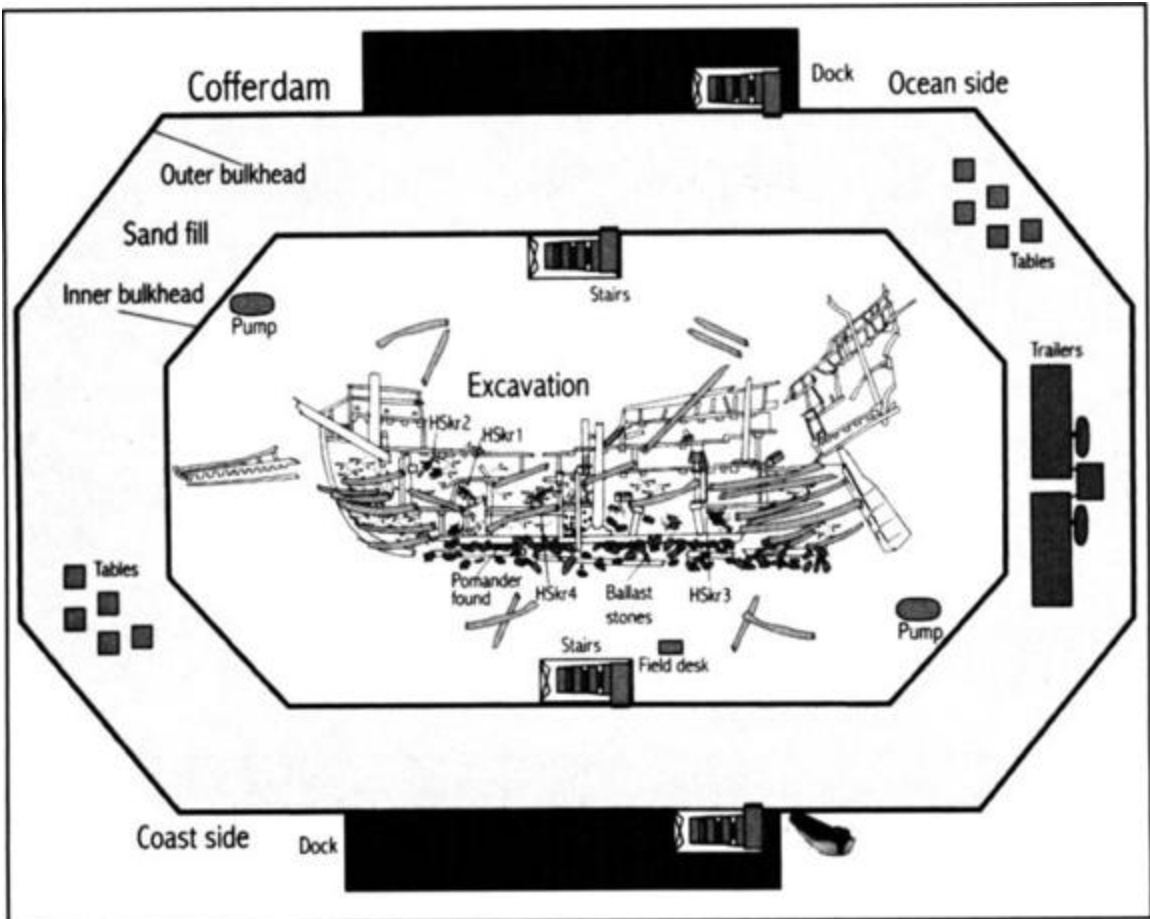 Dock
Ocean side
Cofferdam
Outer bulkhead
Sand fill
Tables
Inner bulkhead
Stairs
Pump
Trailers
Excavation
HSkr2
HSkr1
Tables
Pomander
found
HSkr4
Ballast
stones
HSkr3
Pump
Stairs
Field desk
Coast side
Dock